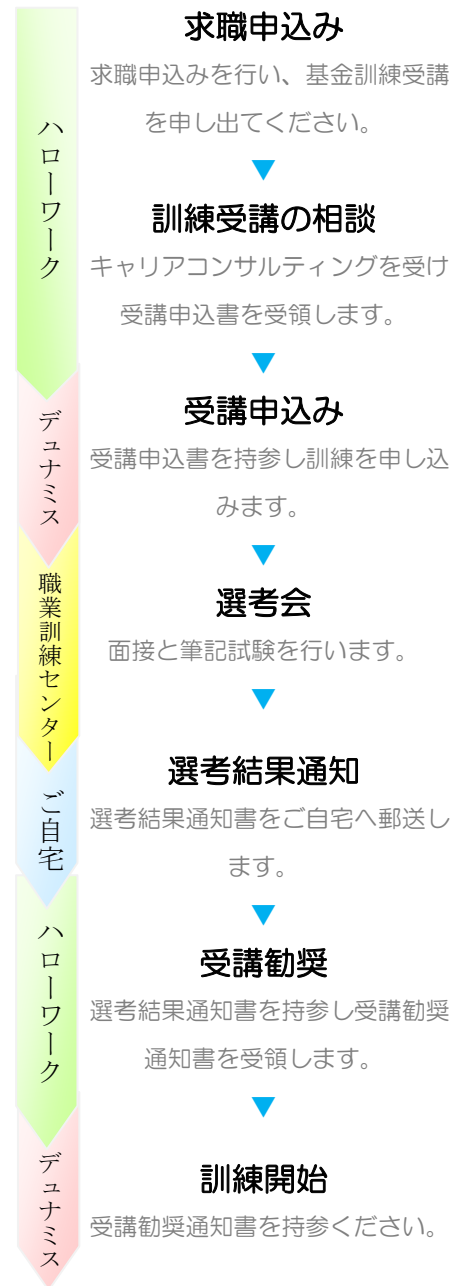 ハローワーク
求職申込み
求職申込みを行い、基金訓練受講
を申し出てください。
訓練受講の相談
キャリアコンサルティングを受け
受講申込書を受領します。
デュナミス
受講申込み
受講申込書を持参し訓練を申し込
みます。
職業訓練センター
選考会
面接と筆記試験を行います。
ご自宅
選考結果通知
選考結果通知書をご自宅へ郵送し
ます。
ハローワーク
受講勧奨
選考結果通知書を持参し受講勧奨
通知書を受領します。
デュナミス
訓練開始
受講勧奨通知書を持参ください。